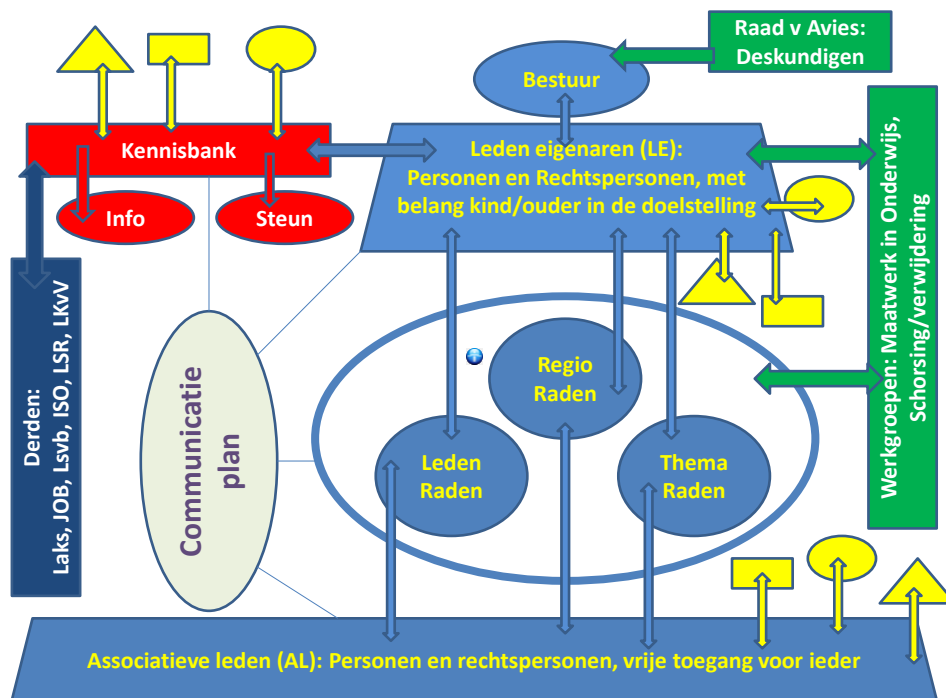 Raad v Avies:
Deskundigen
Bestuur
Kennisbank
Leden eigenaren (LE):
Personen en Rechtspersonen, met
belang kind/ouder in de doelstelling
Info
Steun
Werkgroepen: Maatwerk in Onderwijs,
Schorsing/verwijdering
Derden:
Laks, JOB, Lsvb, ISO, LSR, LKvV
Communicatie
plan
Regio
Raden
Leden
Raden
Thema
Raden
Associatieve leden (AL): Personen en rechtspersonen, vrije toegang voor ieder